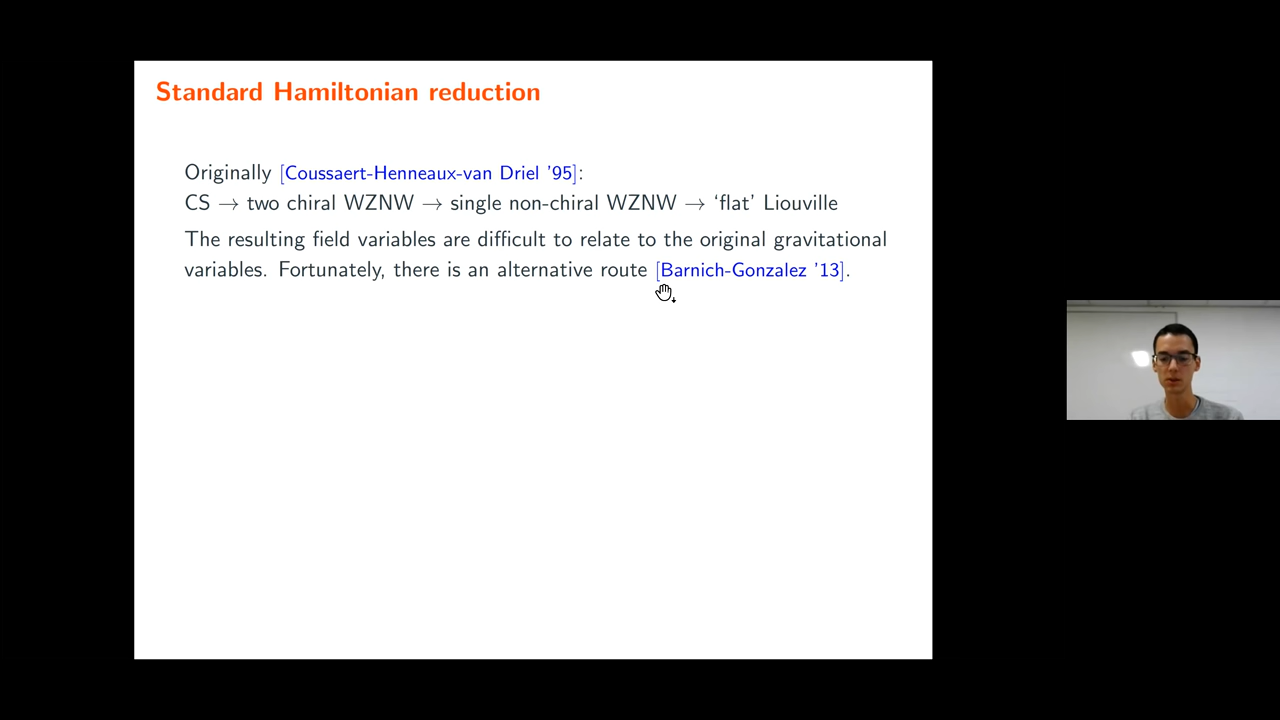 Standard Hamiltonian reduction
Originally [Coussaert-Henneaux-van Driel ’95]:
CS → two chiral WZNW → single non-chiral WZNW → ‘flat’ Liouville
The resulting field variables are difficult to relate to the original gravitational
variables. Fortunately, there is an alternative route [Barnich-Gonzalez ’13].